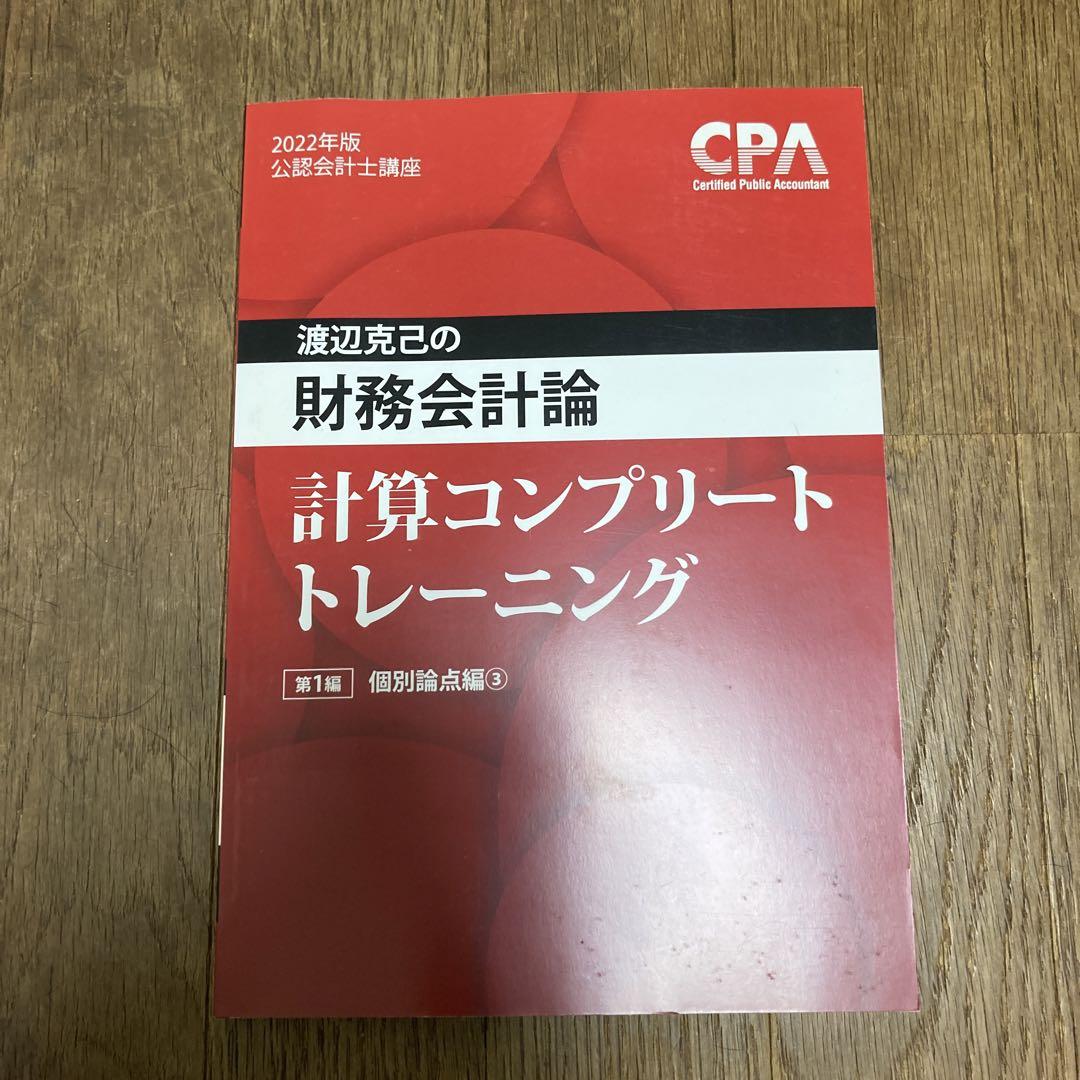 2022年版
公認会計士講座
CPA
Certified Public Accountant
渡辺克己の
財務会計論
計算コンプリート
トレーニング
第1編 個別論点編③